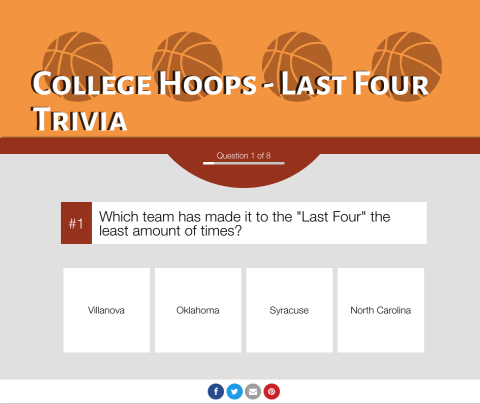 College Hoops - Last Four
Trivia
Question 1 of 8
#1
Which team has made it to the "Last Four" the
least amount of times?
Villanova
Oklahoma
Syracuse
North Carolina